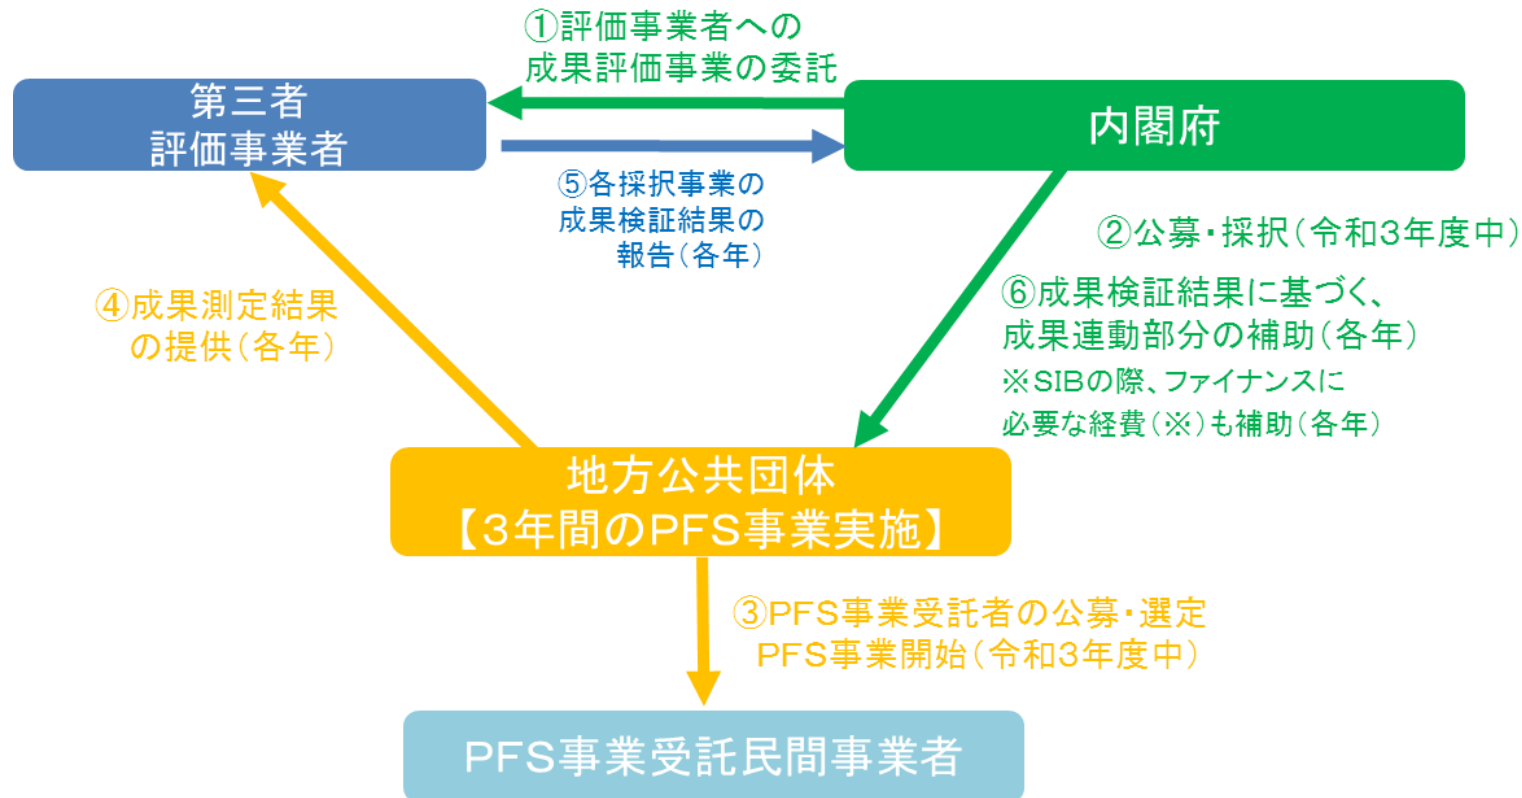 ①評価事業者への
成果評価事業の委託
第三者
評価事業者
内閣府
⑤各採択事業の
成果検証結果の
報告(各年)
②公募・採択(令和3年度中)
⑥成果検証結果に基づく、
成果連動部分の補助(各年)
※SIBの際、ファイナンスに
必要な経費(※)も補助(各年)
④成果測定結果
の提供(各年)
地方公共団体
【3年間のPFS事業実施】
③PFS事業受託者の公募・選定
PFS事業開始(令和3年度中)
PFS事業受託民間事業者